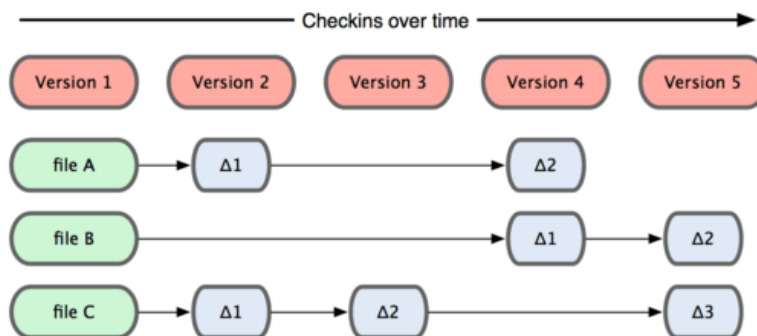 Checkins over time
Version 1 Version 2 Version 3 Version 4 Version 5
file A Δ1 Δ2
file B Δ1 Δ2
file C Δ1 Δ2 Δ3